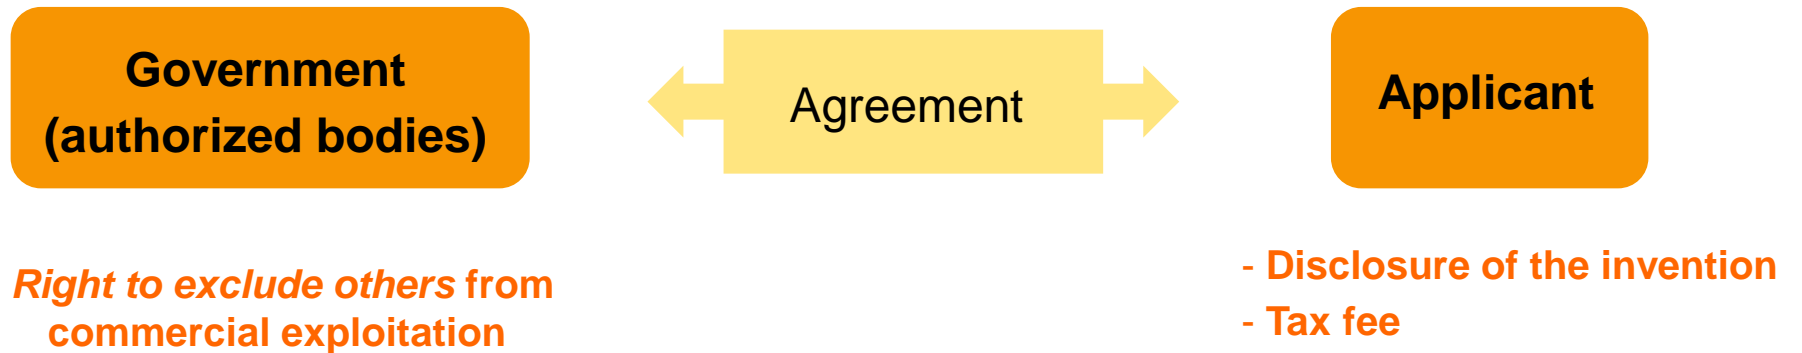 Government
(authorized bodies)
Agreement
Applicant
Right to exclude others from
commercial exploitation
- Disclosure of the invention
- Tax fee